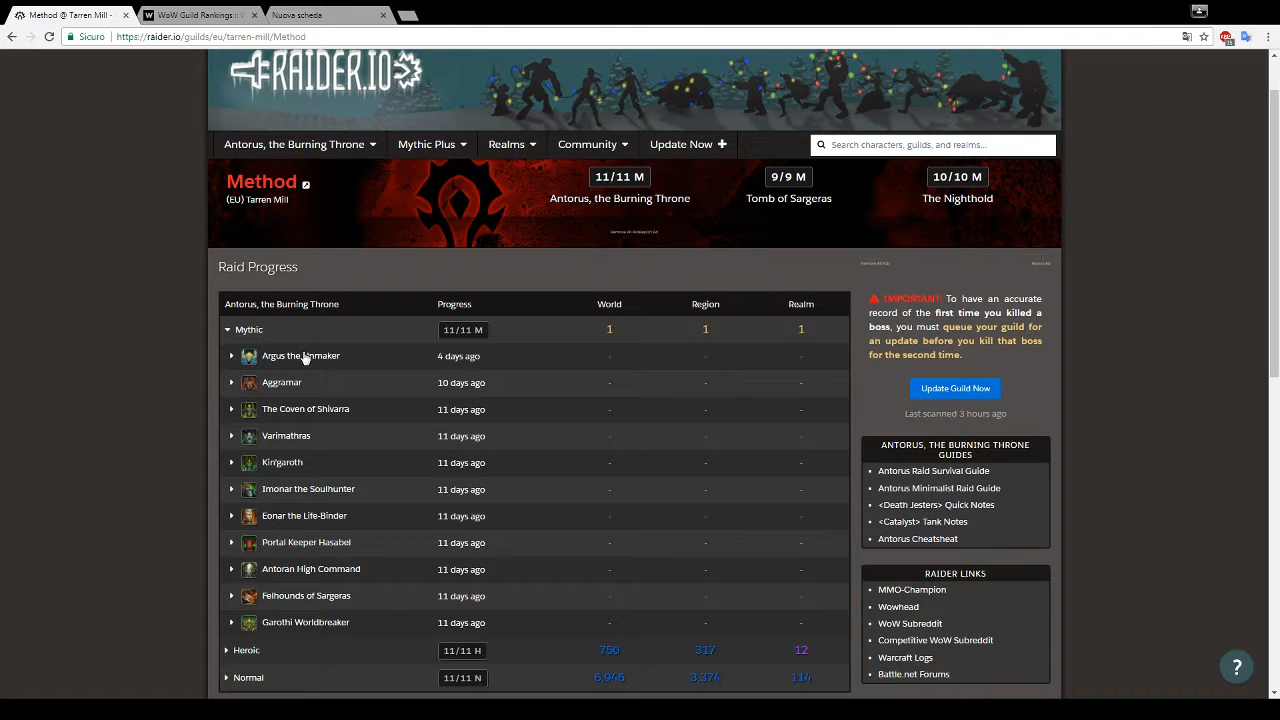 Method @ Tarren Mill -
WoW Guild Rankings ::
Nuova scheda
Sicuro
https://raider.io/guilds/eu/tarren-mill/Method
RAIDER.IO
Antorus, the Burning Throne
Mythic Plus
Realms
Community
Update Now
Search characters, guilds, and realms...
Method
(EU) Tarren Mill
11/11 M
9/9 M
10/10 M
Antorus, the Burning Throne
Tomb of Sargeras
The Nighthold
Raid Progress
Antorus, the Burning Throne Progress World Region Realm
Mythic 11/11 M 1 1 1
Argus the Unmaker 4 days ago - - -
Aggramar 10 days ago - - -
The Coven of Shivarra 11 days ago - - -
Varimathras 11 days ago - - -
Kin'garoth 11 days ago - - -
Imonar the Soulhunter 11 days ago - - -
Eonar the Life-Binder 11 days ago - - -
Portal Keeper Hasabel 11 days ago - - -
Antoran High Command 11 days ago - - -
Felhounds of Sargeras 11 days ago - - -
Garothi Worldbreaker 11 days ago - - -
Heroic 11/11 H 750 317 12
Normal 11/11 N 6,946 3,374 114
IMPORTANT: To have an accurate
record of the first time you killed a
boss, you must queue your guild for
an update before you kill that boss
for the second time.
Update Guild Now
Last scanned 3 hours ago
ANTORUS, THE BURNING THRONE
GUIDES
Antorus Raid Survival Guide
Antorus Minimalist Raid Guide
<Death Jesters> Quick Notes
<Catalyst> Tank Notes
Antorus Cheatsheet
RAIDER LINKS
MMO-Champion
Wowhead
WoW Subreddit
Competitive WoW Subreddit
Warcraft Logs
Battle.net Forums
?